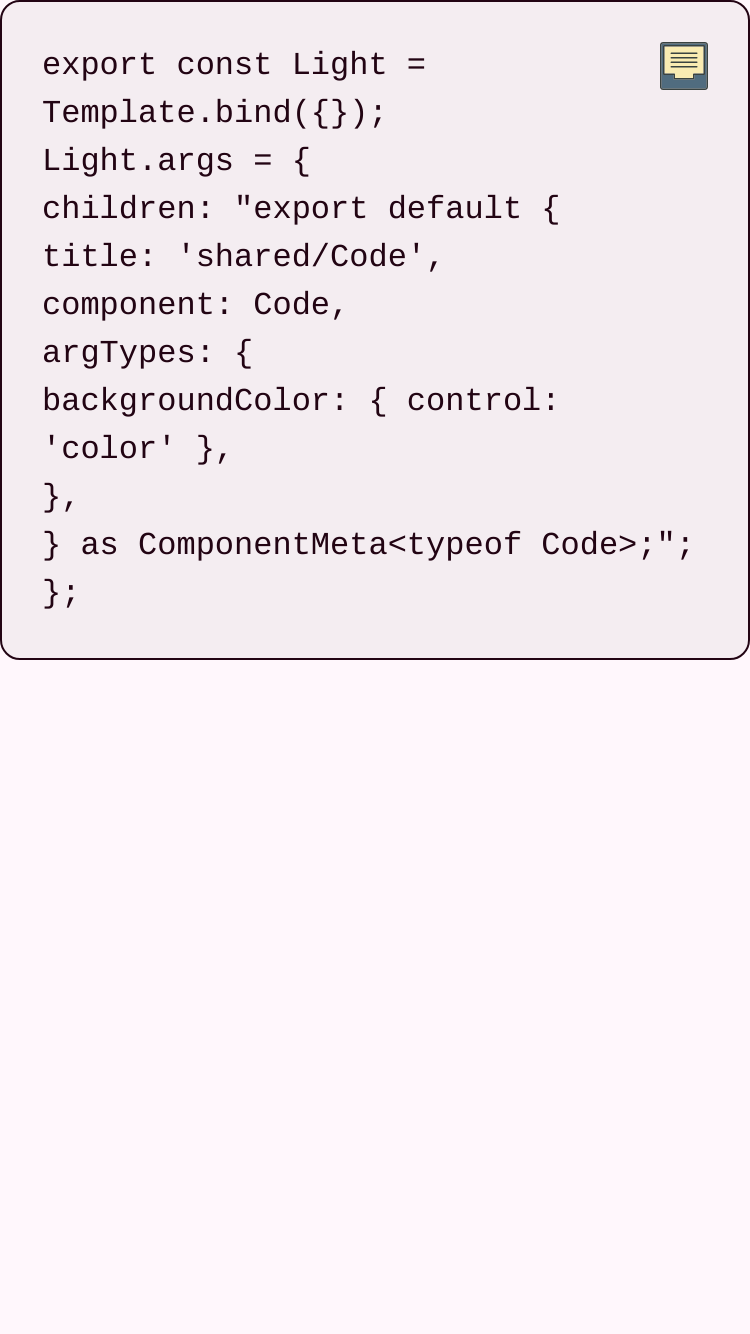 export const Light =
Template.bind({});
Light.args = {
children: "export default {
title: 'shared/Code',
component: Code,
argTypes: {
backgroundColor: { control:
'color' },
},
} as ComponentMeta<typeof Code>;";
};